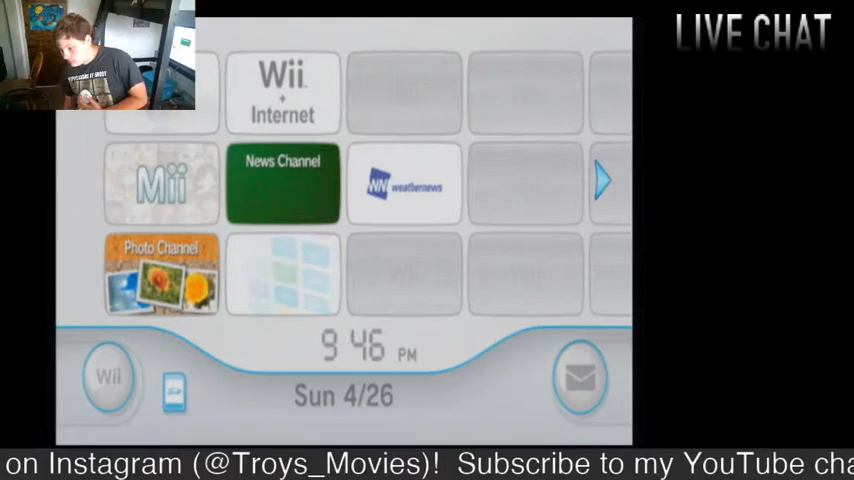 LIVE CHAT
Wii
+
Internet
Mii
News Channel
WN weathernews
Photo Channel
9 46 PM
Wii
Sun 4/26
on Instagram (@Troys_Movies)! Subscribe to my YouTube cha